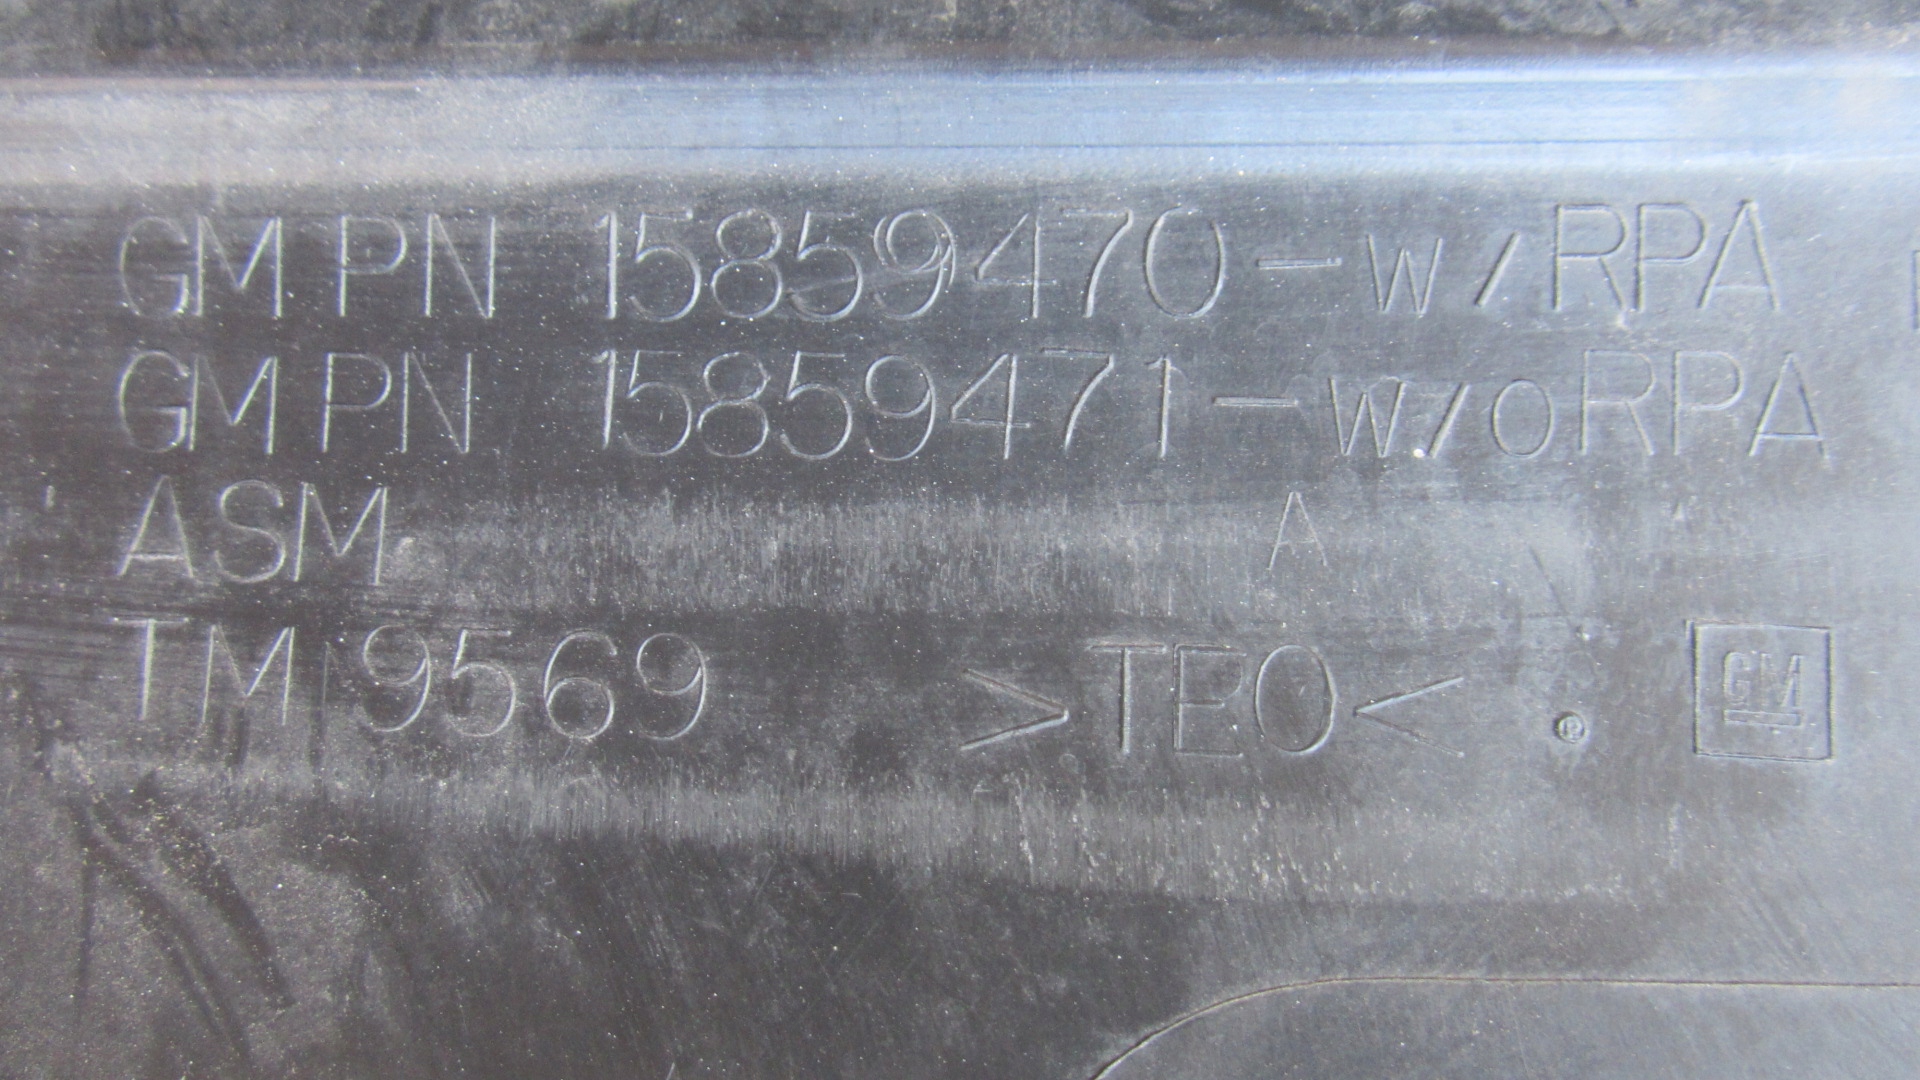 GM PN 15859470-W/RPA
GM PN 15859471-W/oRPA
ASM A
TM 9569 >TEO< ® GM